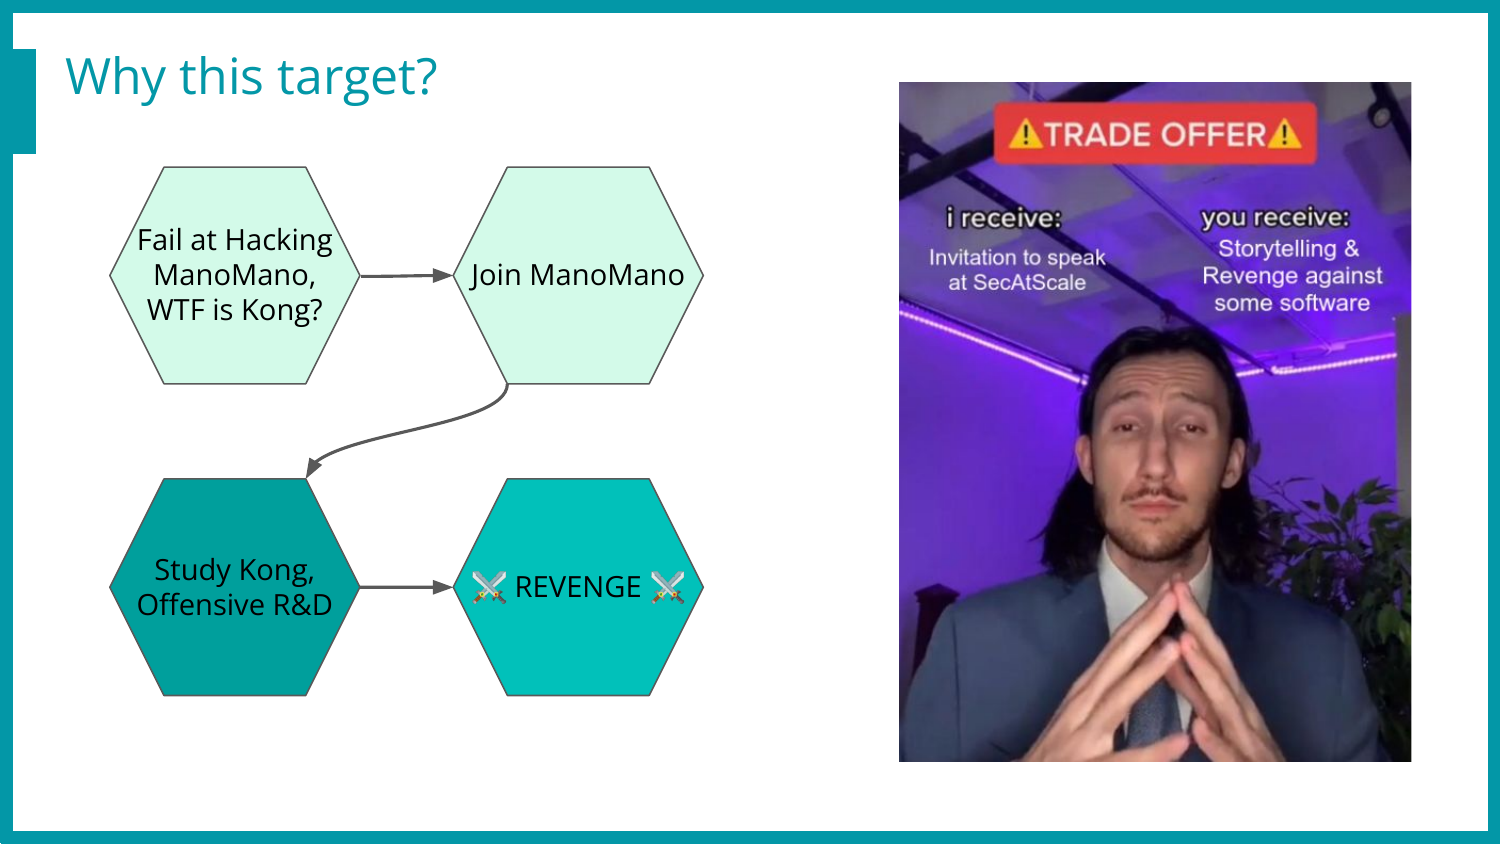 Why this target?
Fail at Hacking
ManoMano,
WTF is Kong?
Join ManoMano
Study Kong,
Offensive R&D
⚔️ REVENGE ⚔️
⚠️TRADE OFFER⚠️
i receive:
Invitation to speak
at SecAtScale
you receive:
Storytelling &
Revenge against
some software